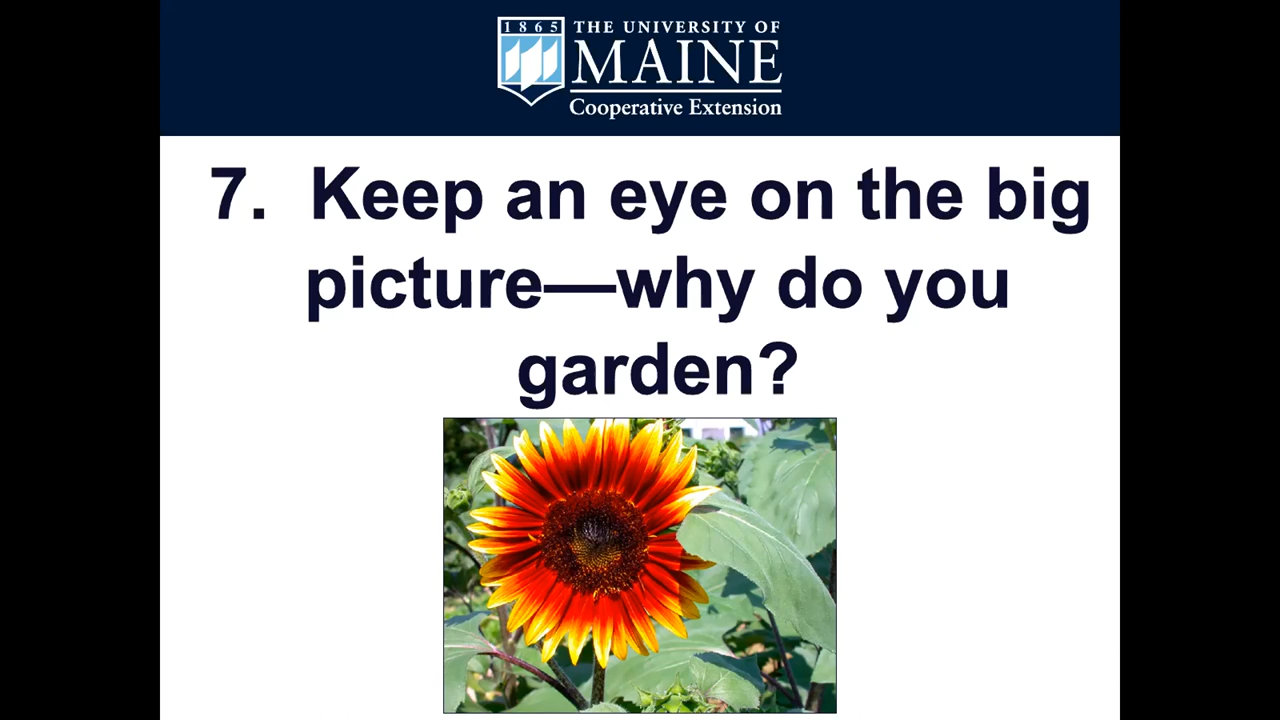 1865
THE UNIVERSITY OF
MAINE
Cooperative Extension
7. Keep an eye on the big
picture—why do you
garden?